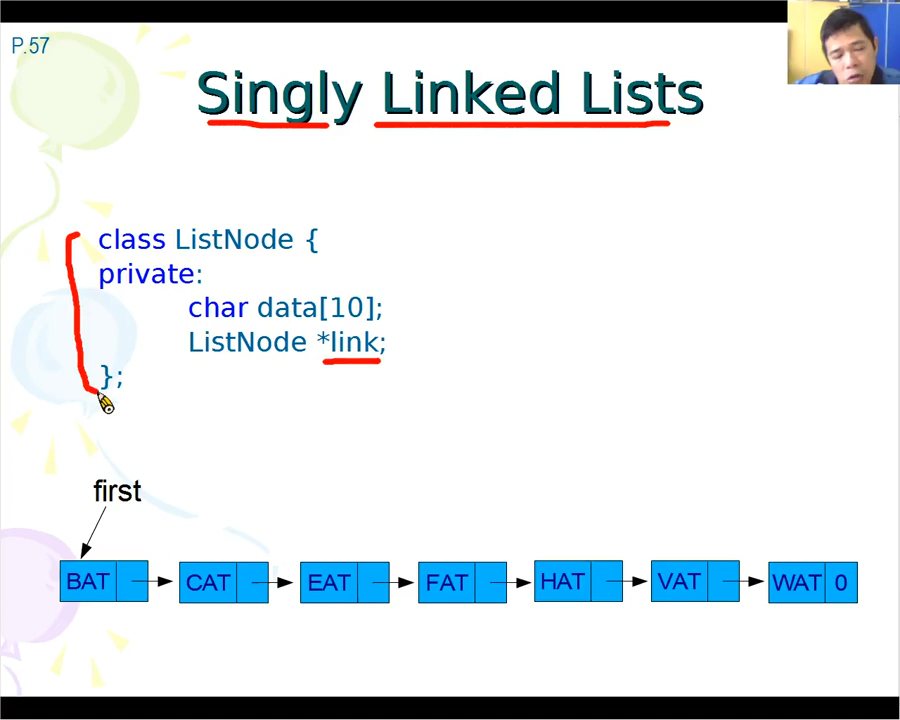 P.57
Singly Linked Lists
class ListNode {
private:
char data[10];
ListNode *link;
};
first
BAT CAT EAT FAT HAT VAT WAT 0